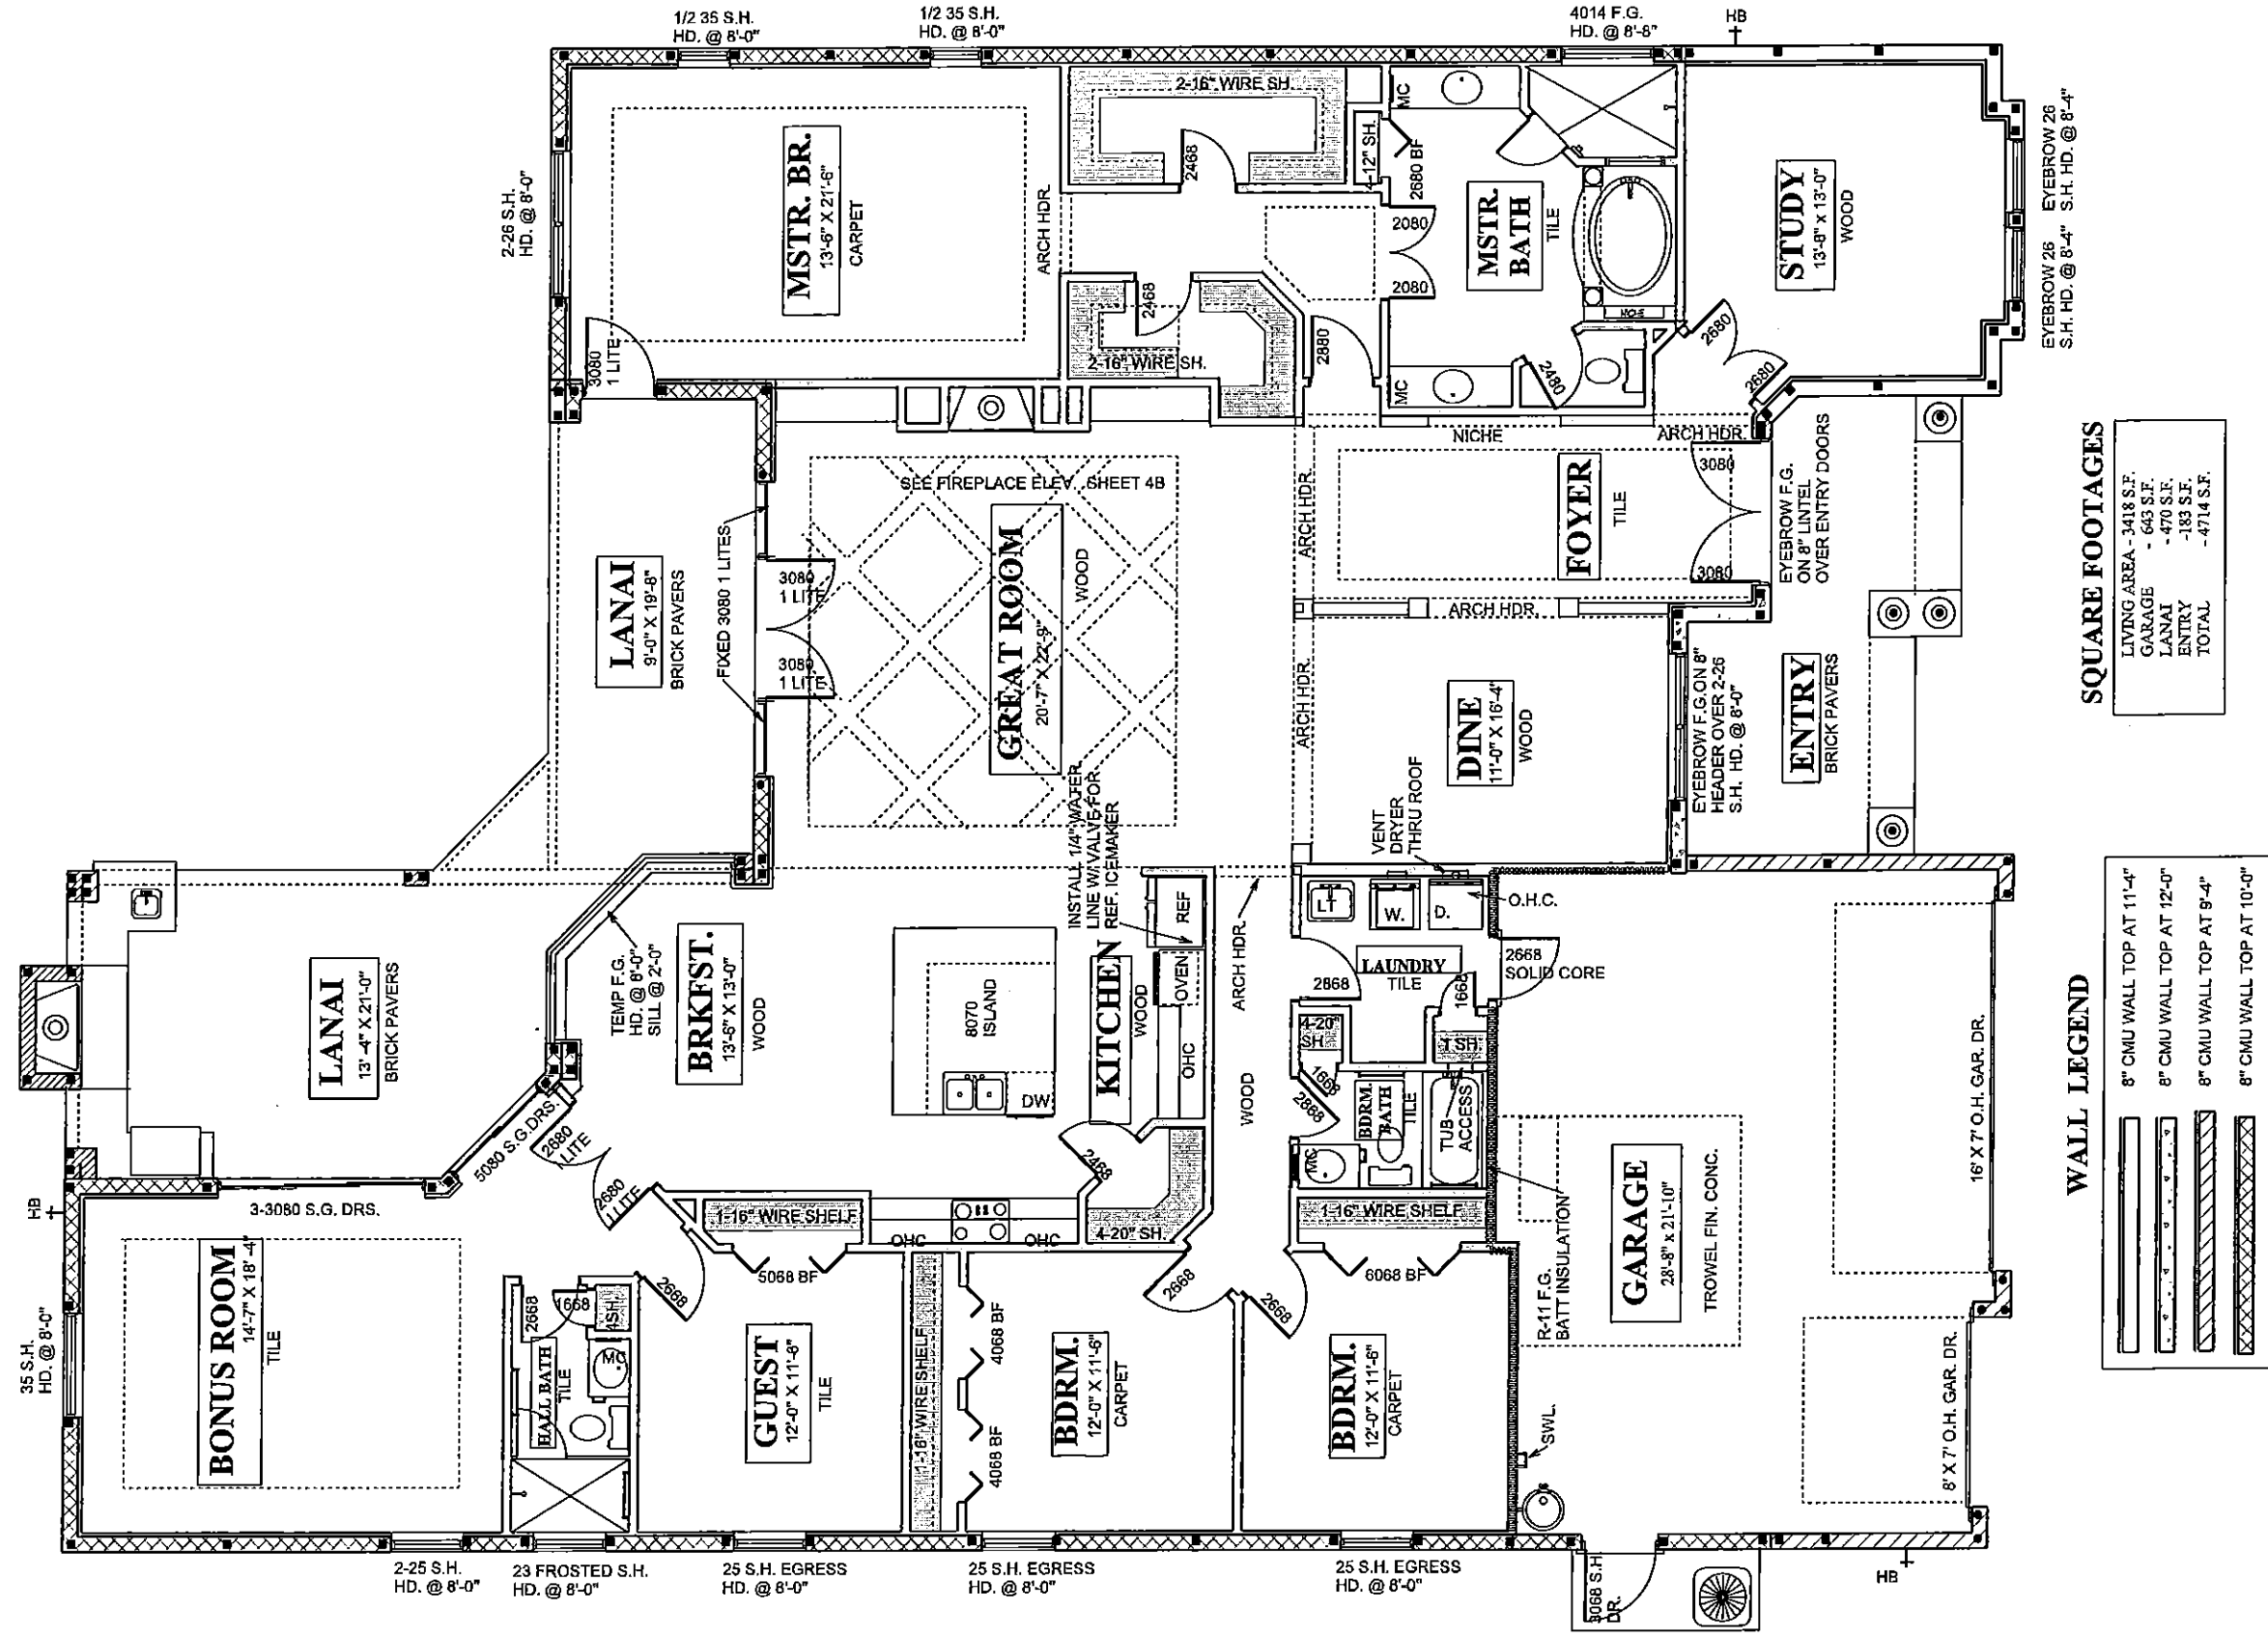 1/2 35 S.H.
HD. @ 8'-0"
1/2 35 S.H.
HD. @ 8'-0"
4014 F.G.
HD. @ 8'-8"
HB
2-26 S.H.
HD. @ 8'-0"
MSTR. BR.
13'-6" X 21'-6"
CARPET
3080
1 LITE
ARCH HDR.
2-16" WIRE SH.
2468
2468
2-16" WIRE SH.
4-12" SH.
2680 BF
MC
2080
2080
2880
MSTR.
BATH
TILE
MC
2480
STUDY
13'-8" x 13'-0"
WOOD
2680
2680
EYEBROW 26
S.H. HD. @ 8'-4"
EYEBROW 26
S.H. HD. @ 8'-4"
NICHE
ARCH HDR.
LANAI
9'-0" X 19'-8"
BRICK PAVERS
FIXED 3080 1 LITES
3080
1 LITE
3080
1 LITE
SEE FIREPLACE ELEV. SHEET 4B
GREAT ROOM
20'-7" X 22'-9"
WOOD
ARCH HDR.
ARCH HDR.
ARCH HDR.
FOYER
TILE
3080
3080
EYEBROW F.G.
ON 8" LINTEL
OVER ENTRY DOORS
DINE
11'-0" X 16'-4"
WOOD
EYEBROW F.G.ON 8"
HEADER OVER 2-26
S.H. HD. @ 8'-0"
ENTRY
BRICK PAVERS
SQUARE FOOTAGES
LIVING AREA - 3418 S.F.
GARAGE - 643 S.F.
LANAI - 470 S.F.
ENTRY -183 S.F.
TOTAL - 4714 S.F.
LANAI
13'-4" X 21'-0"
BRICK PAVERS
TEMP F.G.
HD. @ 8'-0"
SILL @ 2'-0"
BRKFST.
13'-6" X 13'-0"
WOOD
8070
ISLAND
DW
KITCHEN
WOOD
INSTALL 1/4" WATER
LINE W/VALVE FOR
REF. ICEMAKER
REF
OVEN
OHC
ARCH HDR.
WOOD
VENT
DRYER
THRU ROOF
LT
W.
D.
O.H.C.
LAUNDRY
TILE
2868
1668
2668
SOLID CORE
4-20"
SH
1 SH.
1668
2868
BDRM.
BATH
TILE
MC
TUB
ACCESS
5080 S.G.DRS.
2680
1 LITE
2680
1 LITE
2468
4-20" SH.
OHC
OHC
HB
3-3080 S.G. DRS.
BONUS ROOM
14'-7" X 18'-4"
TILE
35 S.H.
HD. @ 8'-0"
2668
1668
4SH.
MC
HALL BATH
TILE
2668
1-16" WIRE SHELF
5068 BF
GUEST
12'-0" X 11'-6"
TILE
1-16" WIRE SHELF
4068 BF
4068 BF
BDRM.
12'-0" X 11'-6"
CARPET
2668
2668
1-16" WIRE SHELF
6068 BF
BDRM.
12'-0" X 11'-6"
CARPET
R-11 F.G.
BATT INSULATION
GARAGE
28'-8" x 21'-10"
TROWEL FIN. CONC.
16' X 7' O.H. GAR. DR.
8' X 7' O.H. GAR. DR.
SWL.
3068 S.H
DR.
HB
2-25 S.H.
HD. @ 8'-0"
23 FROSTED S.H.
HD. @ 8'-0"
25 S.H. EGRESS
HD. @ 8'-0"
25 S.H. EGRESS
HD. @ 8'-0"
25 S.H. EGRESS
HD. @ 8'-0"
WALL LEGEND
8" CMU WALL TOP AT 11'-4"
8" CMU WALL TOP AT 12'-0"
8" CMU WALL TOP AT 9'-4"
8" CMU WALL TOP AT 10'-0"